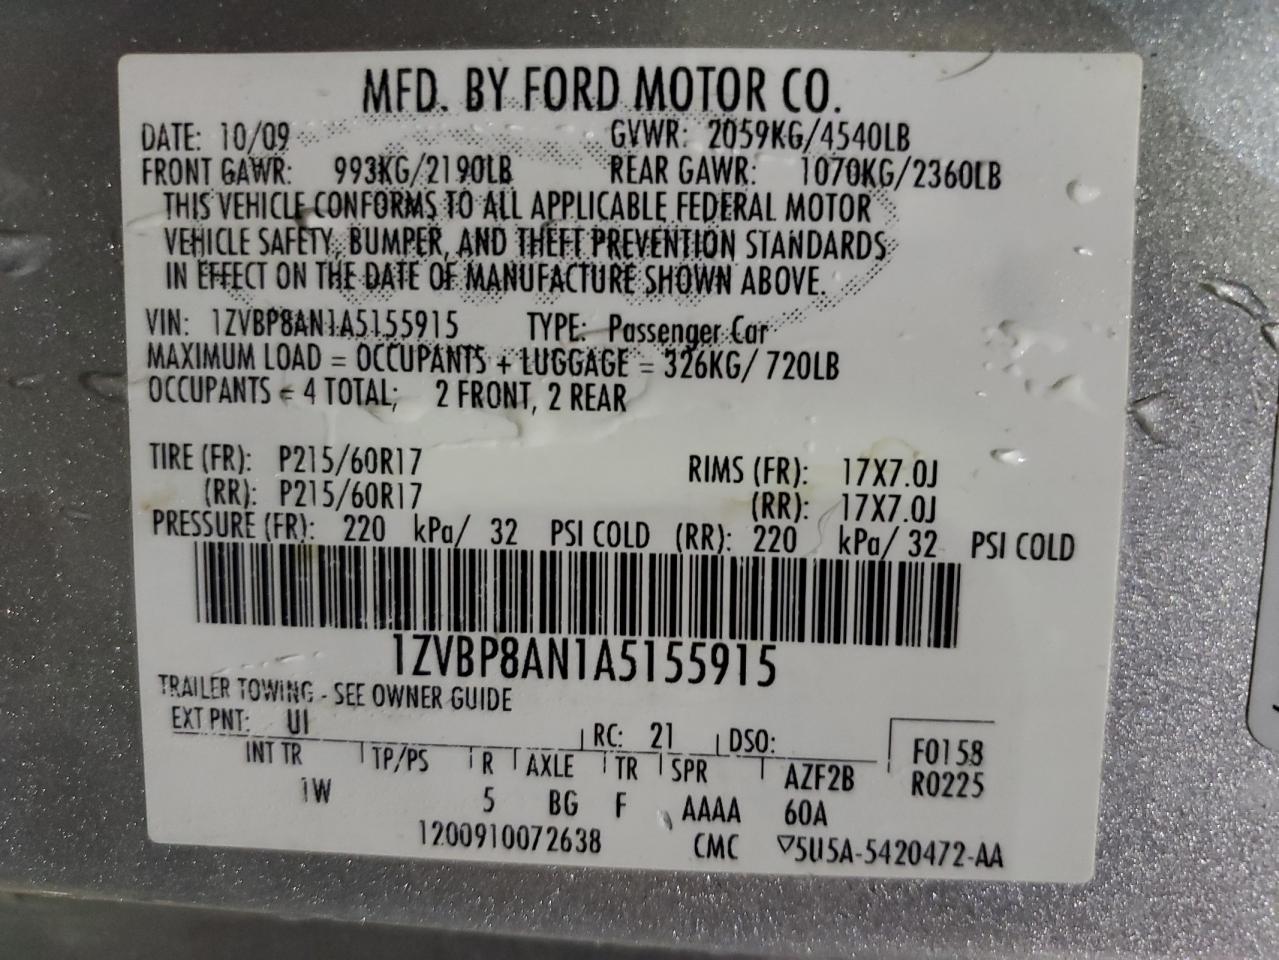 MFD. BY FORD MOTOR CO.
DATE: 10/09 GVWR: 2059KG/4540LB
FRONT GAWR: 993KG/2190LB REAR GAWR: 1070KG/2360LB
THIS VEHICLE CONFORMS TO ALL APPLICABLE FEDERAL MOTOR
VEHICLE SAFETY, BUMPER, AND THEFT PREVENTION STANDARDS
IN EFFECT ON THE DATE OF MANUFACTURE SHOWN ABOVE.
VIN: 1ZVBP8AN1A5155915 TYPE: Passenger Car
MAXIMUM LOAD = OCCUPANTS + LUGGAGE = 326KG/ 720LB
OCCUPANTS = 4 TOTAL; 2 FRONT, 2 REAR
TIRE (FR): P215/60R17 RIMS (FR): 17X7.0J
(RR): P215/60R17 (RR): 17X7.0J
PRESSURE (FR): 220 kPa/ 32 PSI COLD (RR): 220 kPa/ 32 PSI COLD
1ZVBP8AN1A5155915
TRAILER TOWING - SEE OWNER GUIDE
EXT PNT: UI RC: 21 DSO: F0158
INT TR TP/PS R AXLE TR SPR AZF2B R0225
1W 5 BG F AAAA 60A
1200910072638 CMC ▽5U5A-5420472-AA